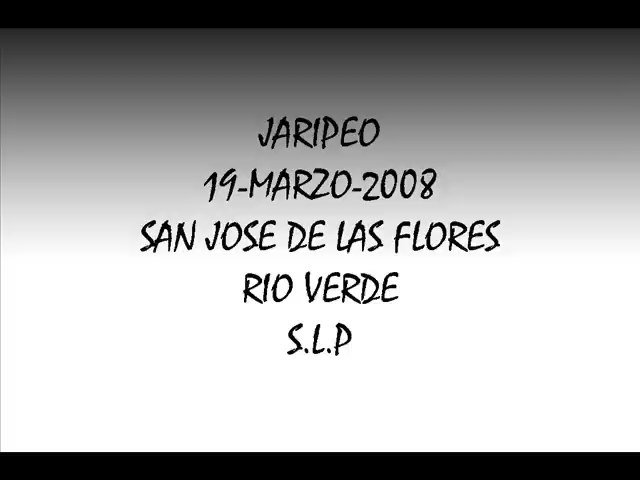 JARIPEO
19-MARZO-2008
SAN JOSE DE LAS FLORES
RIO VERDE
S.L.P